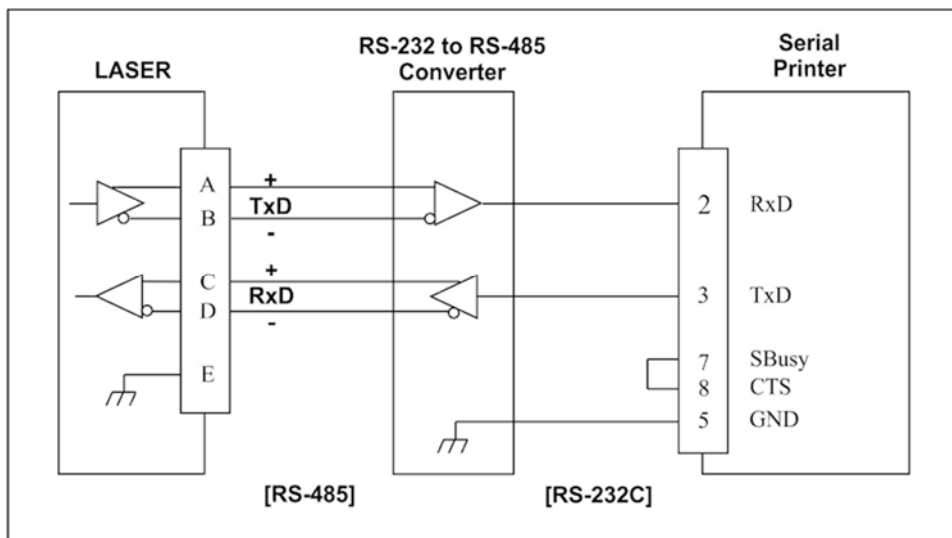 RS-232 to RS-485
Converter
Serial
Printer
LASER
A
+
TxD
B
-
C
+
RxD
D
-
E
2 RxD
3 TxD
7 SBusy
8 CTS
5 GND
[RS-485]
[RS-232C]